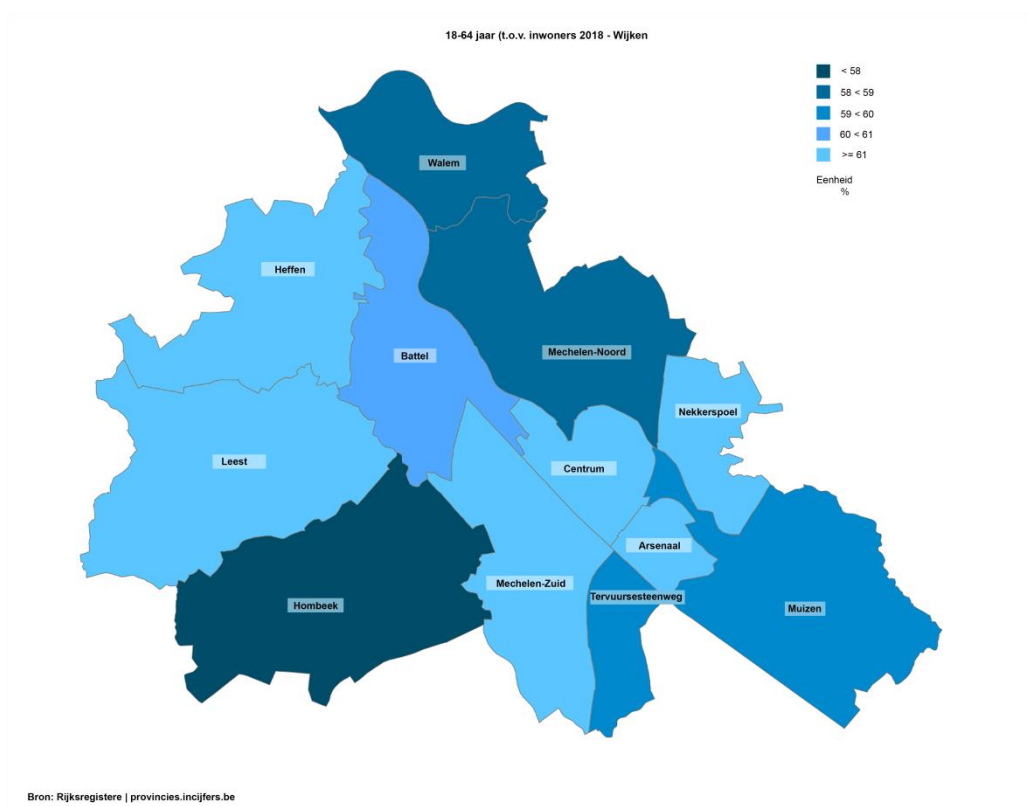 18-64 jaar (t.o.v. inwoners 2018 - Wijken
< 58
58 < 59
59 < 60
60 < 61
>= 61
Eenheid
%
Walem
Heffen
Battel
Mechelen-Noord
Nekkerspoel
Leest
Centrum
Arsenaal
Mechelen-Zuid
Tervuursesteenweg
Hombeek
Muizen
Bron: Rijksregistere | provincies.incijfers.be